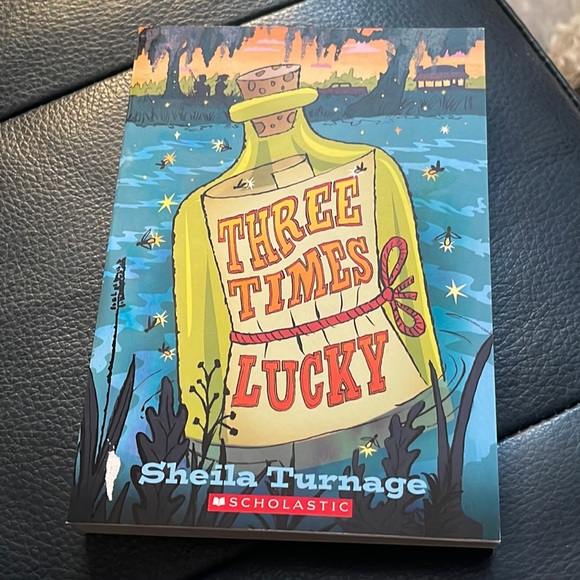 THREE
TIMES
LUCKY
Sheila Turnage
SCHOLASTIC